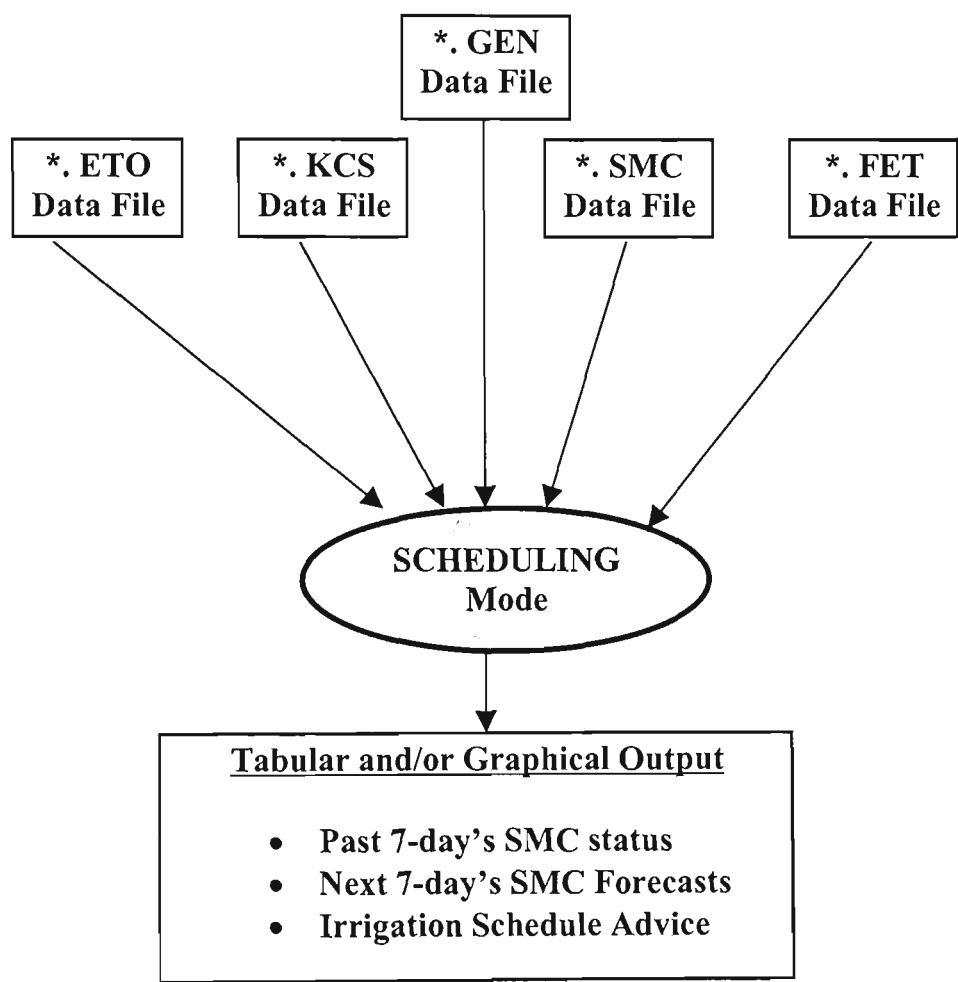 *. GEN
Data File
*. ETO
Data File
*. KCS
Data File
*. SMC
Data File
*. FET
Data File
SCHEDULING
Mode
Tabular and/or Graphical Output
• Past 7-day's SMC status
• Next 7-day's SMC Forecasts
• Irrigation Schedule Advice